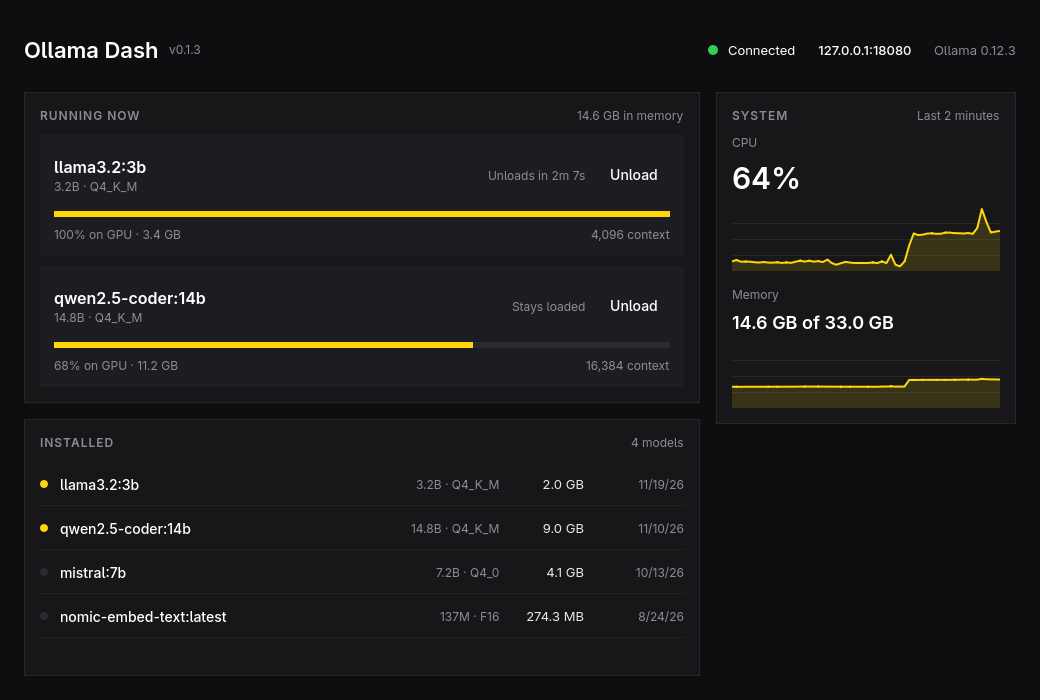 Ollama Dash v0.1.3
Connected 127.0.0.1:18080 Ollama 0.12.3
RUNNING NOW 14.6 GB in memory
llama3.2:3b
3.2B · Q4_K_M
Unloads in 2m 7s Unload
100% on GPU · 3.4 GB 4,096 context
qwen2.5-coder:14b
14.8B · Q4_K_M
Stays loaded Unload
68% on GPU · 11.2 GB 16,384 context
INSTALLED 4 models
llama3.2:3b 3.2B · Q4_K_M 2.0 GB 11/19/26
qwen2.5-coder:14b 14.8B · Q4_K_M 9.0 GB 11/10/26
mistral:7b 7.2B · Q4_0 4.1 GB 10/13/26
nomic-embed-text:latest 137M · F16 274.3 MB 8/24/26
SYSTEM Last 2 minutes
CPU
64%
Memory
14.6 GB of 33.0 GB